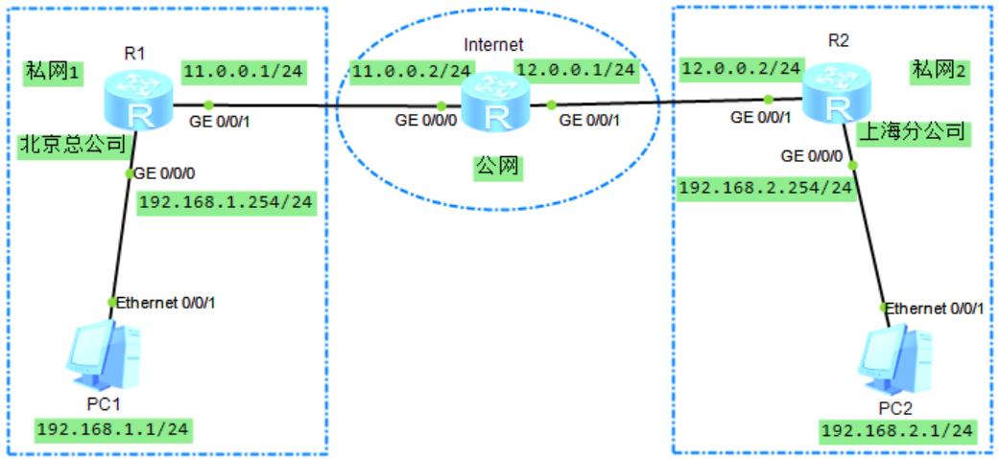 R1
Internet
R2
私网1
11.0.0.1/24
11.0.0.2/24
12.0.0.1/24
12.0.0.2/24
私网2
R
R
R
GE 0/0/1
GE 0/0/0
GE 0/0/1
GE 0/0/1
北京总公司
上海分公司
公网
GE 0/0/0
GE 0/0/0
192.168.1.254/24
192.168.2.254/24
Ethernet 0/0/1
Ethernet 0/0/1
PC1
PC2
192.168.1.1/24
192.168.2.1/24